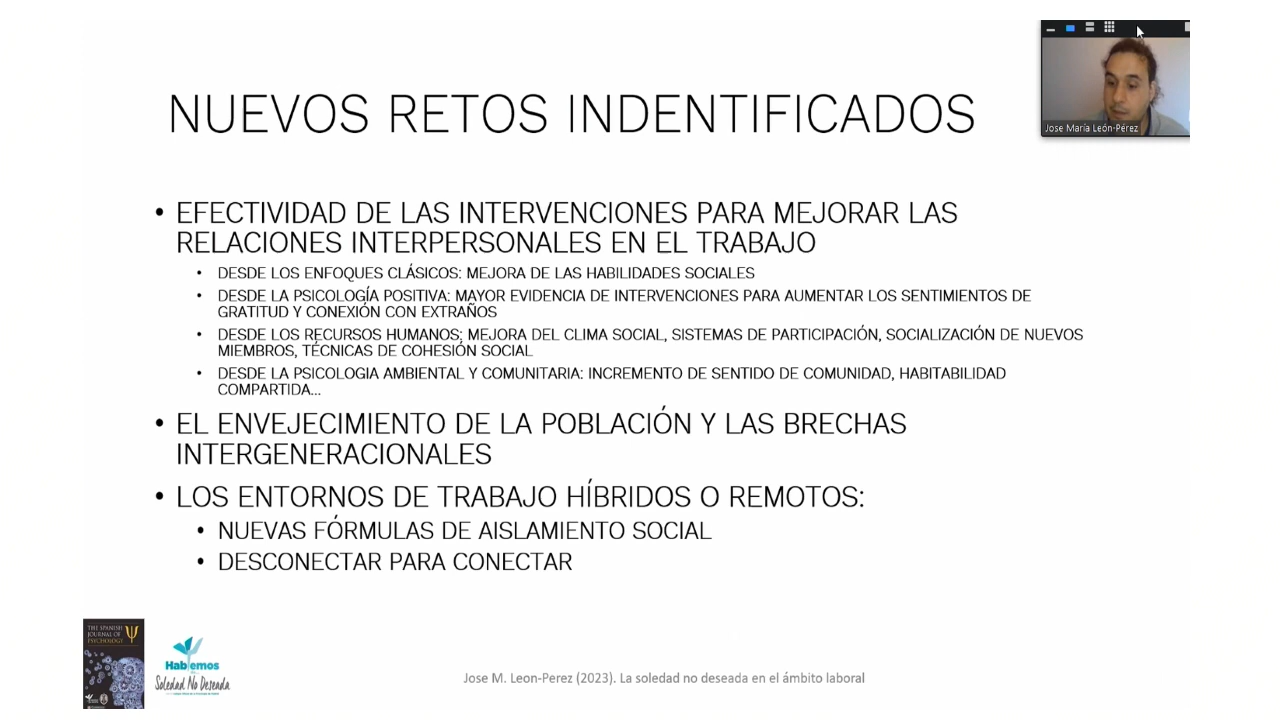 NUEVOS RETOS INDENTIFICADOS
Jose María León-Pérez
• EFECTIVIDAD DE LAS INTERVENCIONES PARA MEJORAR LAS
RELACIONES INTERPERSONALES EN EL TRABAJO
• DESDE LOS ENFOQUES CLÁSICOS: MEJORA DE LAS HABILIDADES SOCIALES
• DESDE LA PSICOLOGÍA POSITIVA: MAYOR EVIDENCIA DE INTERVENCIONES PARA AUMENTAR LOS SENTIMIENTOS DE
GRATITUD Y CONEXIÓN CON EXTRAÑOS
• DESDE LOS RECURSOS HUMANOS: MEJORA DEL CLIMA SOCIAL, SISTEMAS DE PARTICIPACIÓN, SOCIALIZACIÓN DE NUEVOS
MIEMBROS, TÉCNICAS DE COHESIÓN SOCIAL
• DESDE LA PSICOLOGIA AMBIENTAL Y COMUNITARIA: INCREMENTO DE SENTIDO DE COMUNIDAD, HABITABILIDAD
COMPARTIDA...
• EL ENVEJECIMIENTO DE LA POBLACIÓN Y LAS BRECHAS
INTERGENERACIONALES
• LOS ENTORNOS DE TRABAJO HÍBRIDOS O REMOTOS:
• NUEVAS FÓRMULAS DE AISLAMIENTO SOCIAL
• DESCONECTAR PARA CONECTAR
THE SPANISH
JOURNAL OF
PSYCHOLOGY
Hablemos
Soledad No Deseada
Jose M. Leon-Perez (2023). La soledad no deseada en el ámbito laboral